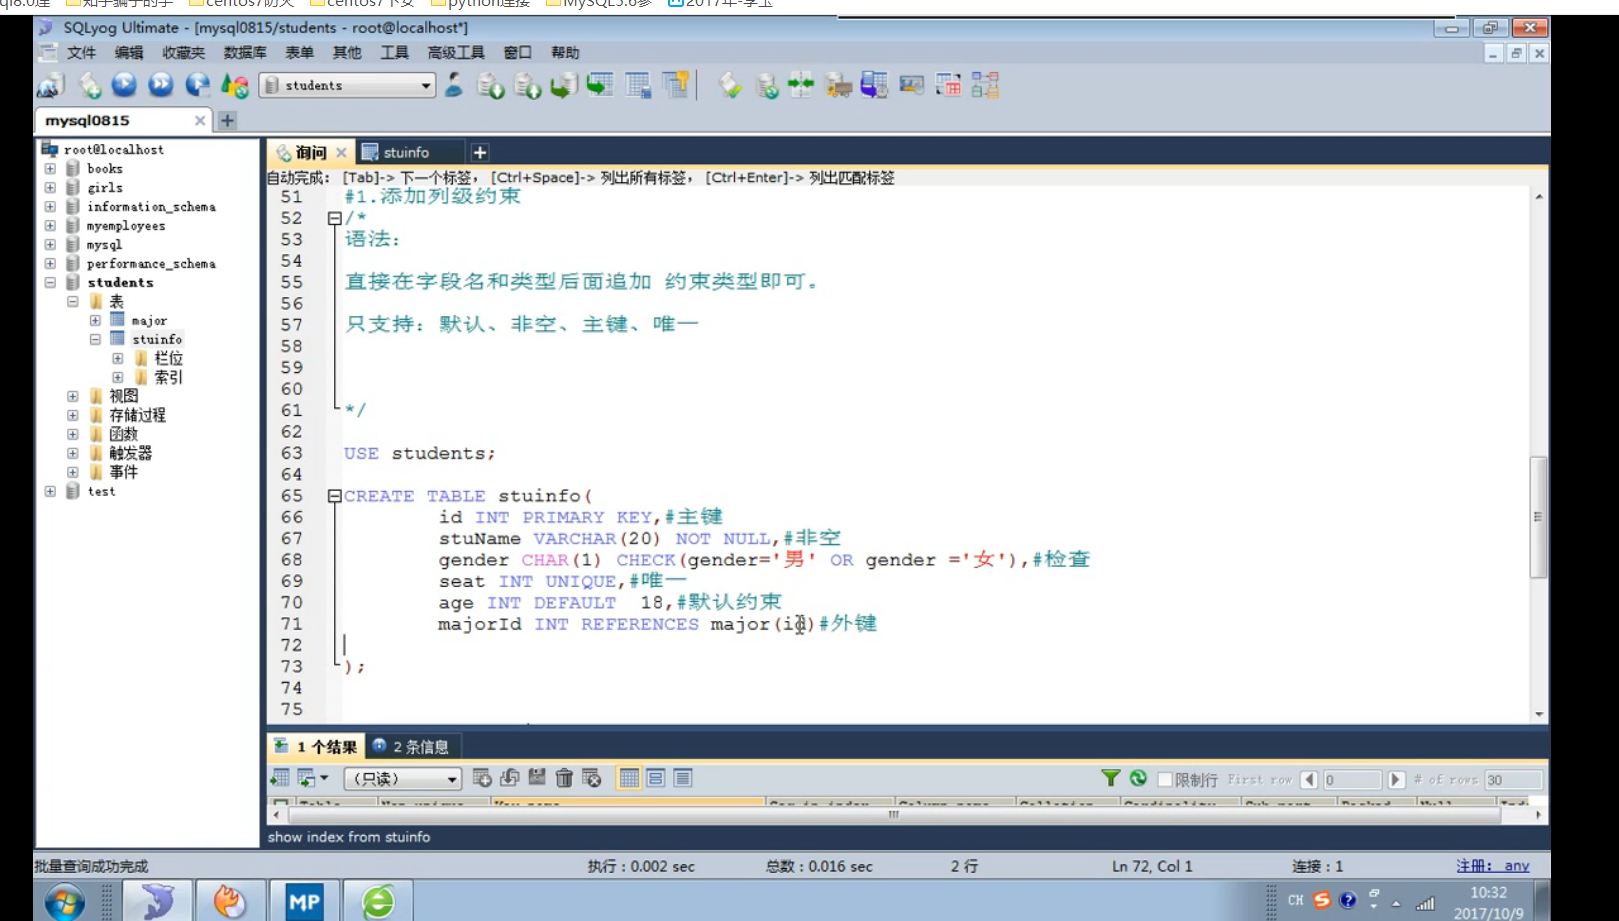 SQLyog Ultimate - [mysql0815/students - root@localhost*]
文件 编辑 收藏夹 数据库 表单 其他 工具 高级工具 窗口 帮助
students
mysql0815
root@localhost
books
girls
information_schema
myemployees
mysql
performance_schema
students
表
major
stuinfo
栏位
索引
视图
存储过程
函数
触发器
事件
test
询问 stuinfo
自动完成: [Tab]-> 下一个标签, [Ctrl+Space]-> 列出所有标签, [Ctrl+Enter]-> 列出匹配标签
51 #1.添加列级约束
52 /*
53 语法:
54
55 直接在字段名和类型后面追加 约束类型即可。
56
57 只支持: 默认、非空、主键、唯一
58
59
60
61 */
62
63 USE students;
64
65 CREATE TABLE stuinfo(
66 id INT PRIMARY KEY,#主键
67 stuName VARCHAR(20) NOT NULL,#非空
68 gender CHAR(1) CHECK(gender='男' OR gender ='女'),#检查
69 seat INT UNIQUE,#唯一
70 age INT DEFAULT  18,#默认约束
71 majorId INT REFERENCES major(id)#外键
72
73 );
74
75
1 个结果 2 条信息
(只读) 限制行 First row 0 # of rows 30
show index from stuinfo
批量查询成功完成 执行 : 0.002 sec 总数 : 0.016 sec 2 行 Ln 72, Col 1 连接 : 1 注册: any
MP
CH
10:32
2017/10/9